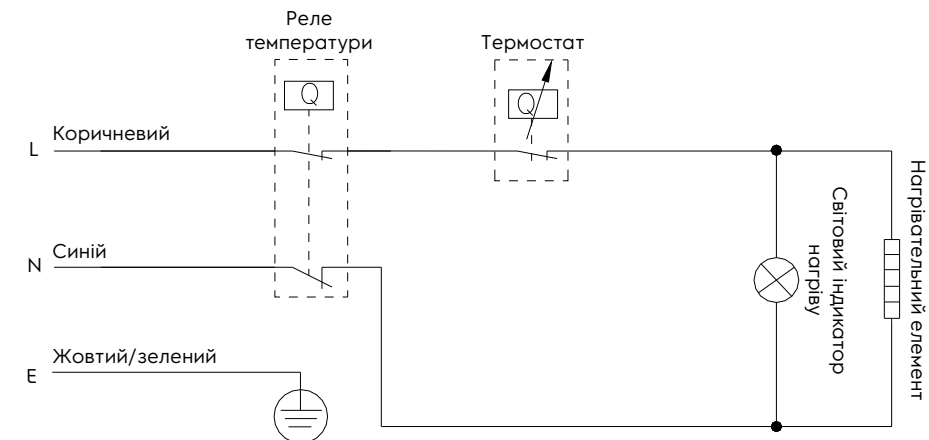 Реле
температури
Термостат
Q
Q
L
Коричневий
N
Синій
E
Жовтий/зелений
Світовий індикатор
нагріву
Нагрівательний елемент